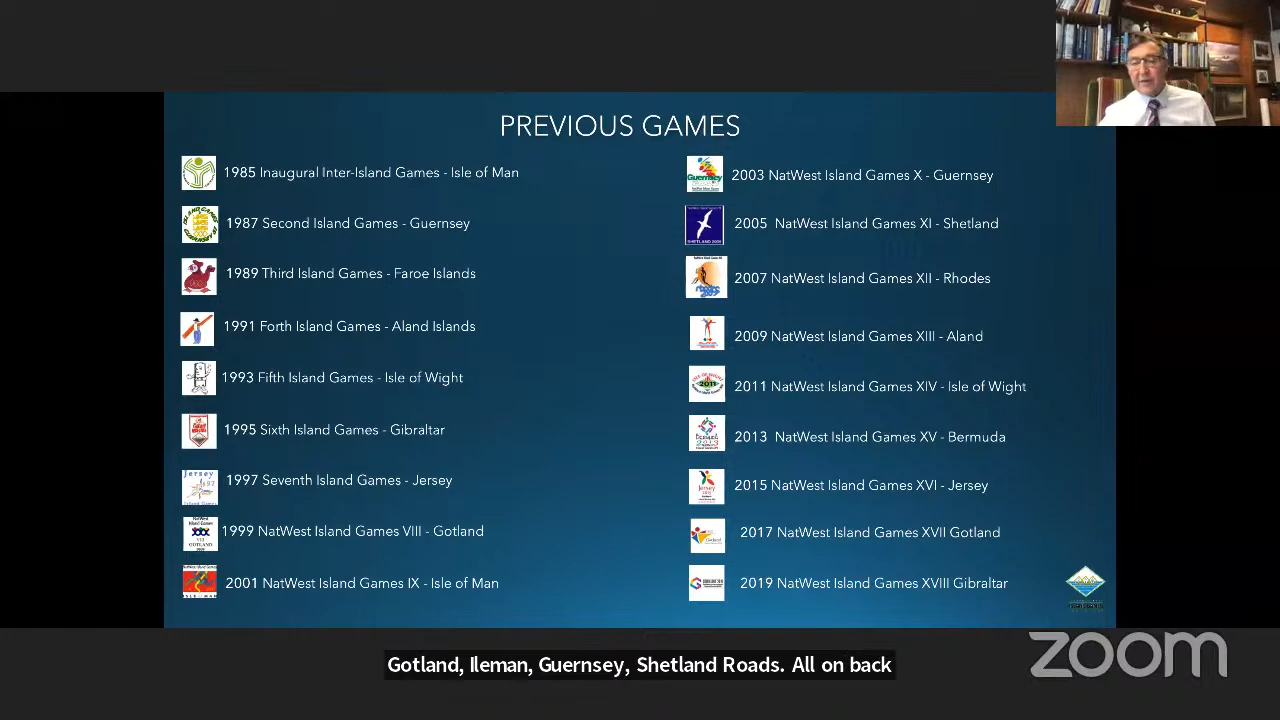 PREVIOUS GAMES
1985 Inaugural Inter-Island Games - Isle of Man
1987 Second Island Games - Guernsey
1989 Third Island Games - Faroe Islands
1991 Forth Island Games - Aland Islands
1993 Fifth Island Games - Isle of Wight
1995 Sixth Island Games - Gibraltar
1997 Seventh Island Games - Jersey
1999 NatWest Island Games VIII - Gotland
2001 NatWest Island Games IX - Isle of Man
2003 NatWest Island Games X - Guernsey
2005 NatWest Island Games XI - Shetland
2007 NatWest Island Games XII - Rhodes
2009 NatWest Island Games XIII - Aland
2011 NatWest Island Games XIV - Isle of Wight
2013 NatWest Island Games XV - Bermuda
2015 NatWest Island Games XVI - Jersey
2017 NatWest Island Games XVII Gotland
2019 NatWest Island Games XVIII Gibraltar
Gotland, Ileman, Guernsey, Shetland Roads. All on back
zoom